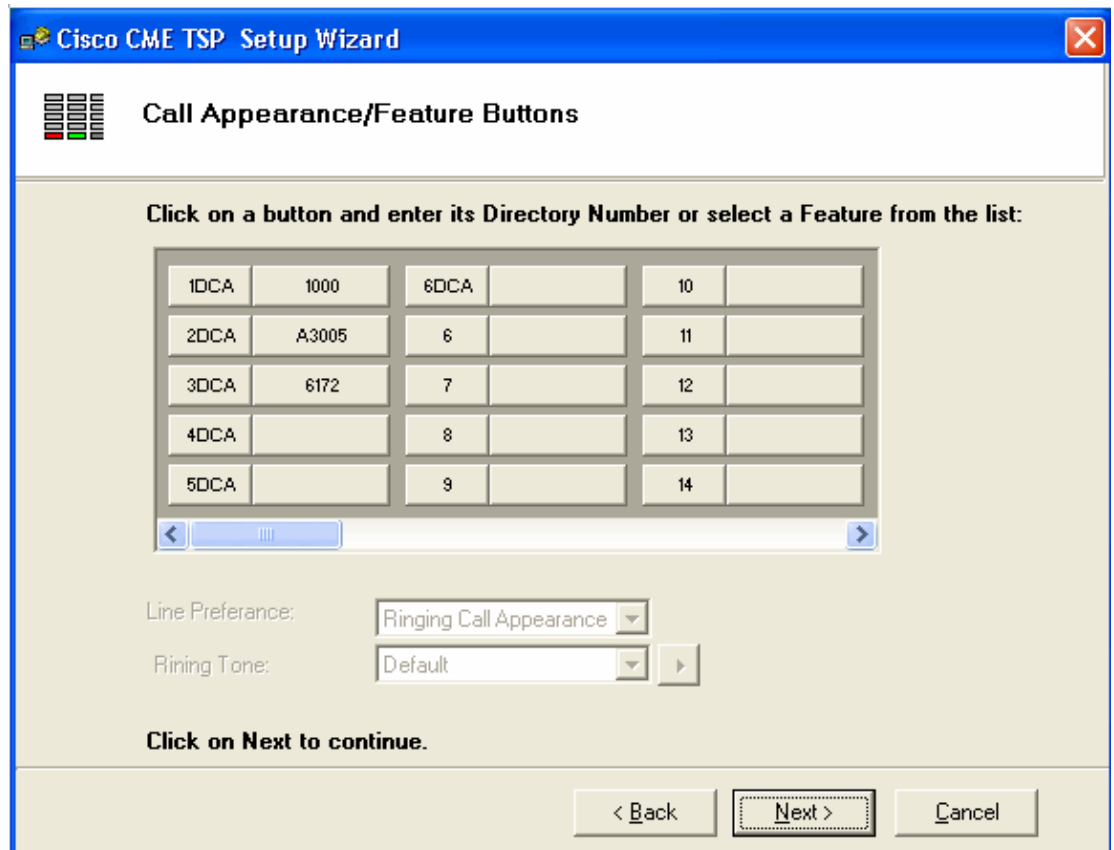 Cisco CME TSP Setup Wizard
Call Appearance/Feature Buttons
Click on a button and enter its Directory Number or select a Feature from the list:
1DCA 1000 6DCA 10
2DCA A3005 6 11
3DCA 6172 7 12
4DCA 8 13
5DCA 9 14
Line Preferance: Ringing Call Appearance
Rining Tone: Default
Click on Next to continue.
< Back Next > Cancel